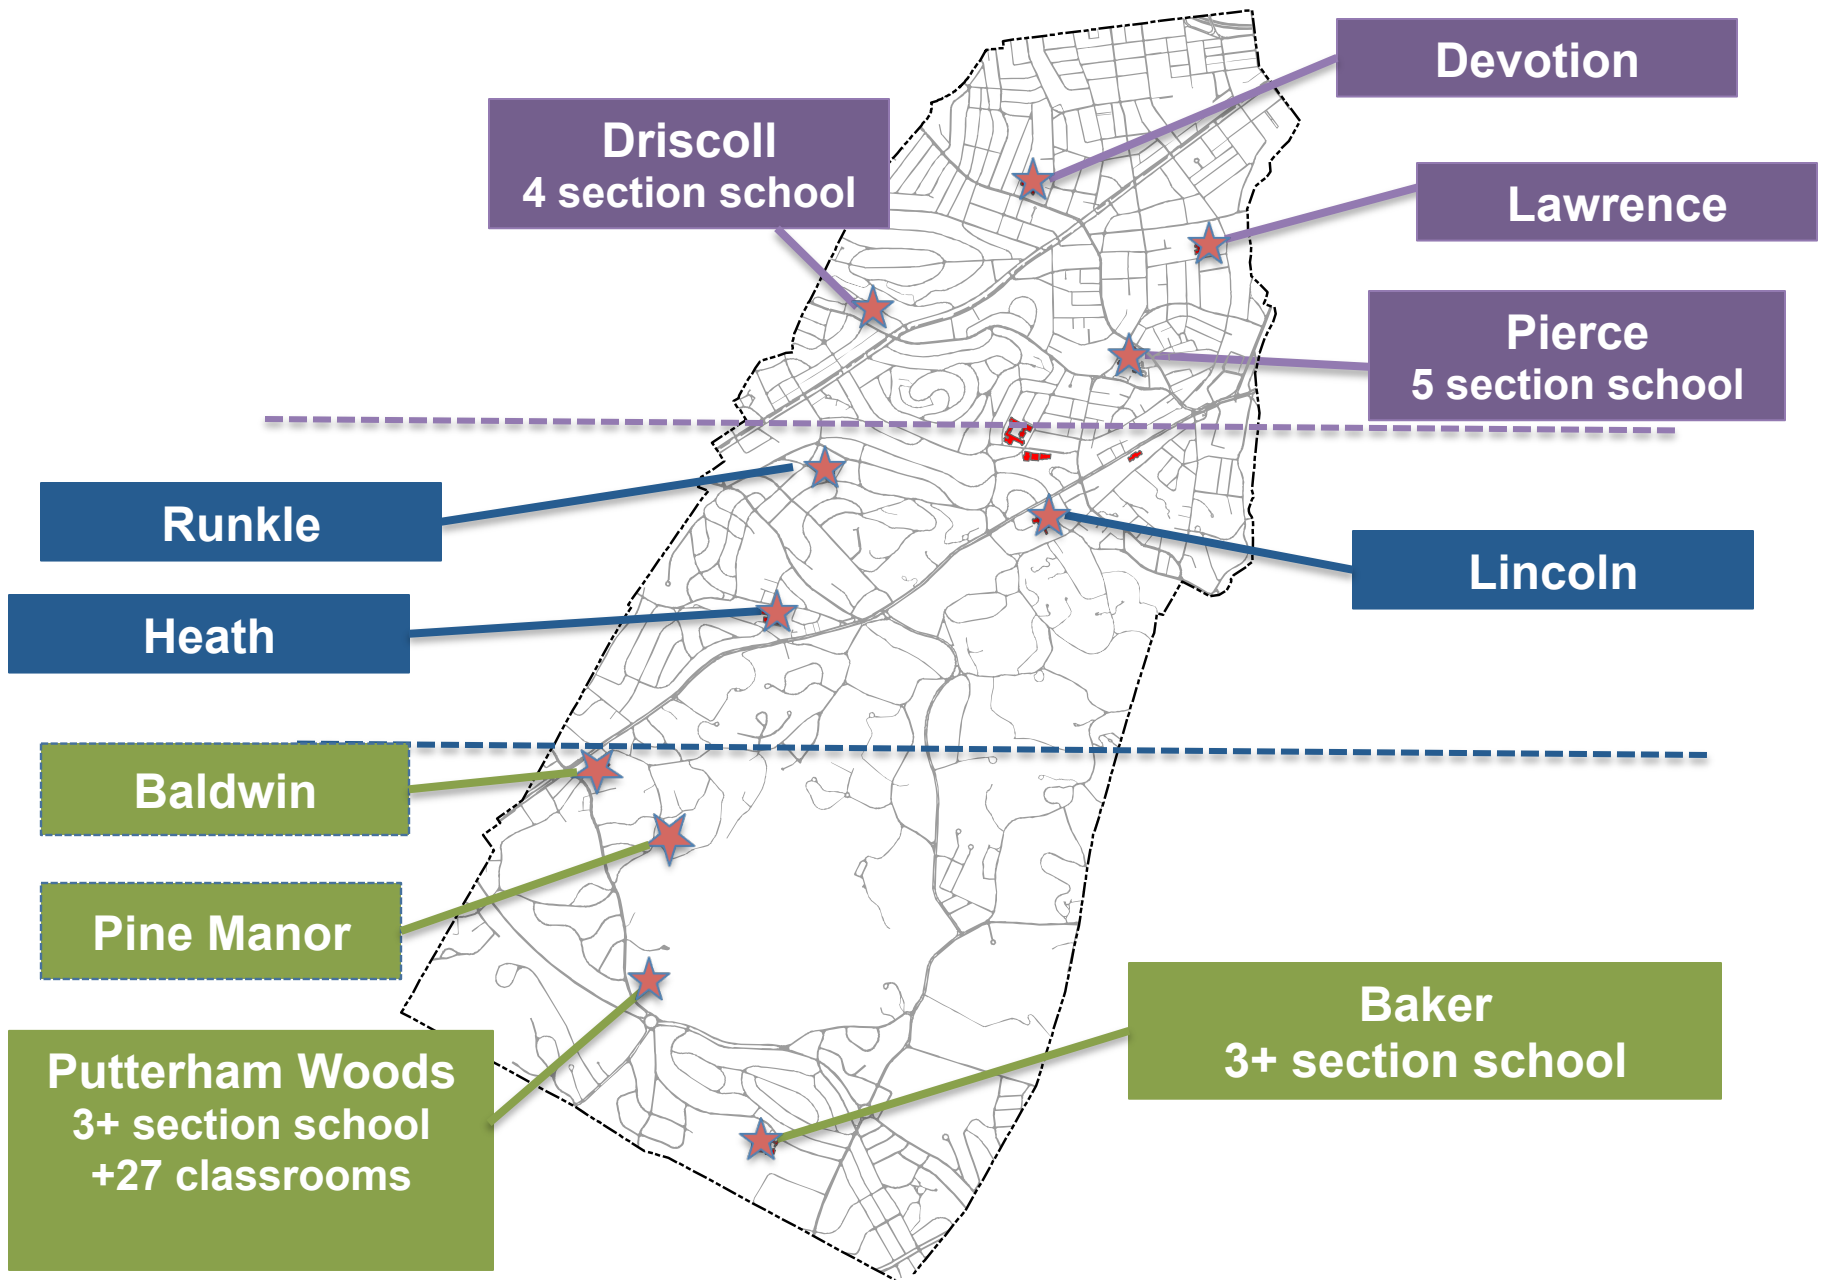 Devotion
Driscoll
4 section school
Lawrence
Pierce
5 section school
Runkle
Lincoln
Heath
Baldwin
Pine Manor
Baker
3+ section school
Putterham Woods
3+ section school
+27 classrooms